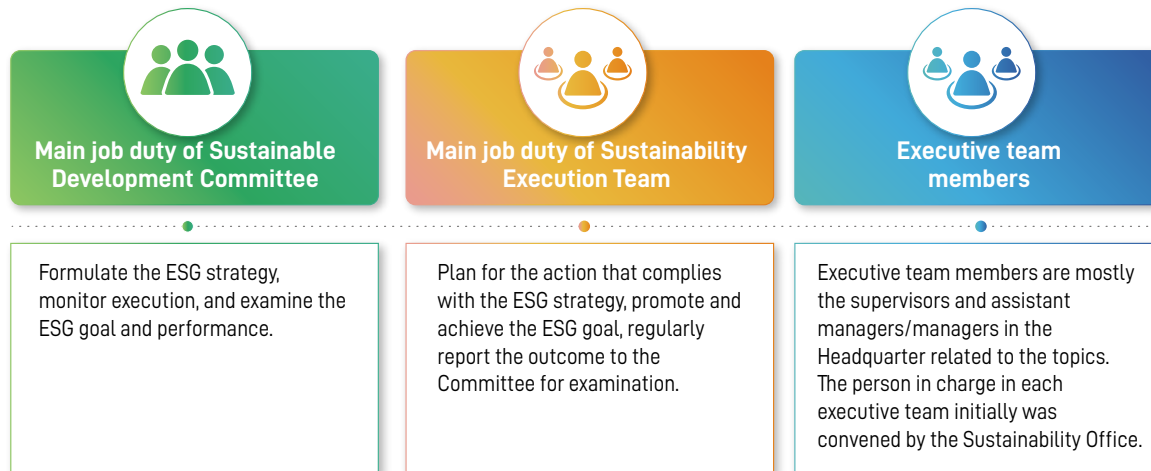 Main job duty of Sustainable
Development Committee
Formulate the ESG strategy,
monitor execution, and examine the
ESG goal and performance.
Main job duty of Sustainability
Execution Team
Plan for the action that complies
with the ESG strategy, promote and
achieve the ESG goal, regularly
report the outcome to the
Committee for examination.
Executive team
members
Executive team members are mostly
the supervisors and assistant
managers/managers in the
Headquarter related to the topics.
The person in charge in each
executive team initially was
convened by the Sustainability Office.